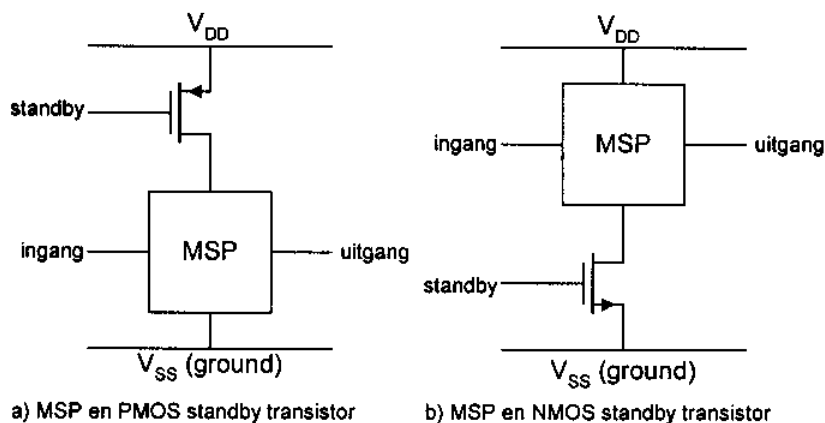 V_DD
standby
ingang
MSP
uitgang
V_SS (ground)
a) MSP en PMOS standby transistor
V_DD
ingang
MSP
uitgang
standby
V_SS (ground)
b) MSP en NMOS standby transistor